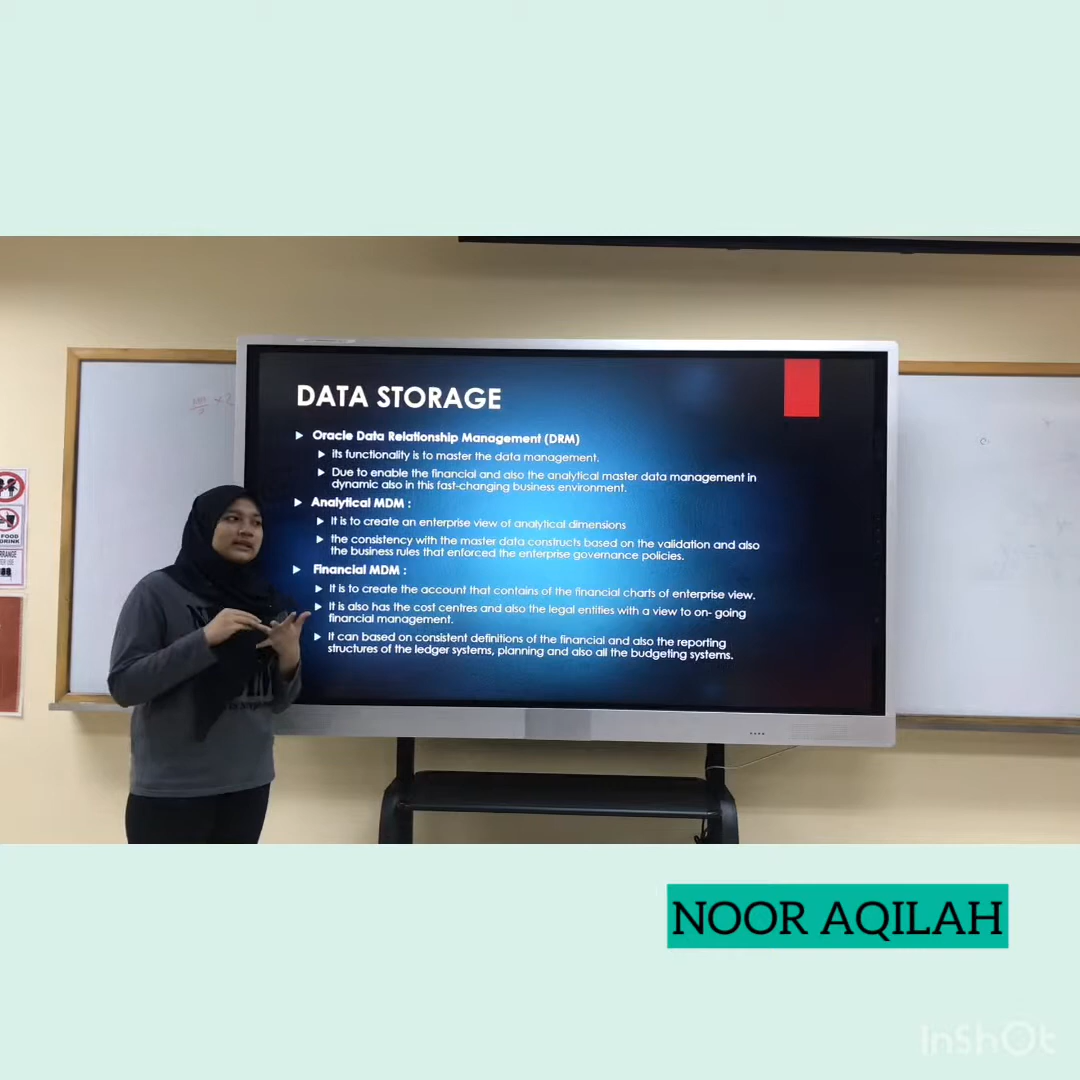 DATA STORAGE
Oracle Data Relationship Management (DRM)
its functionality is to master the data management.
Due to enable the financial and also the analytical master data management in
dynamic also in this fast-changing business environment.
Analytical MDM :
It is to create an enterprise view of analytical dimensions
the consistency with the master data constructs based on the validation and also
the business rules that enforced the enterprise governance policies.
Financial MDM :
It is to create the account that contains of the financial charts of enterprise view.
It is also has the cost centres and also the legal entities with a view to on- going
financial management.
It can based on consistent definitions of the financial and also the reporting
structures of the ledger systems, planning and also all the budgeting systems.
FOOD
DRINK
NOOR AQILAH
InShOt